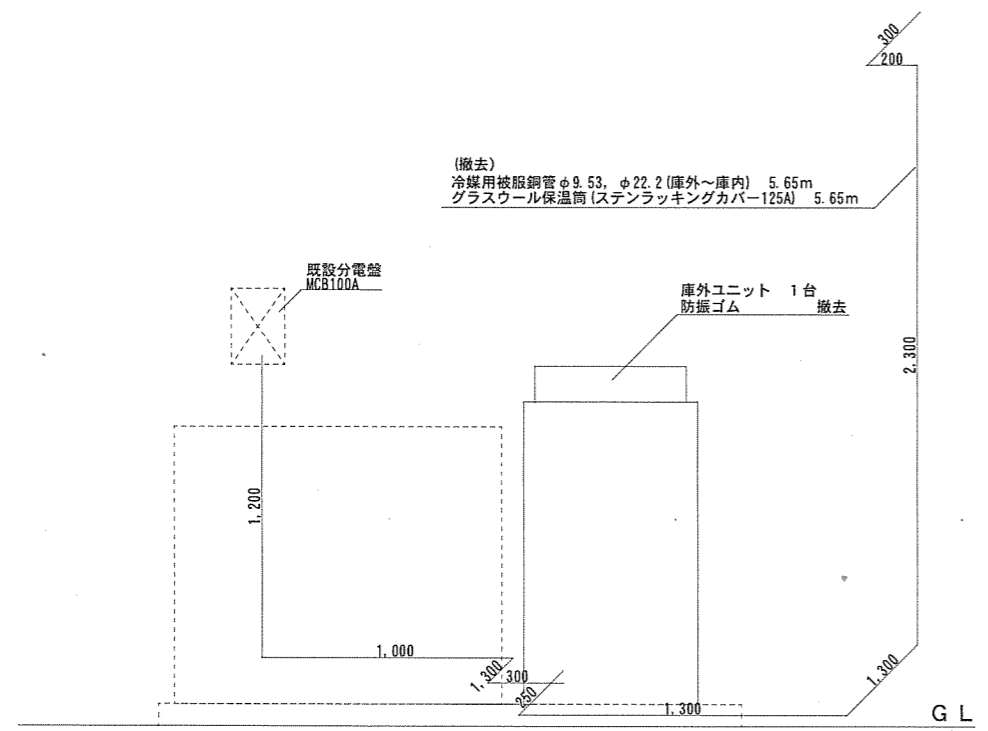 300
200
(撤去)
冷媒用被服銅管φ9.53, φ22.2(庫外〜庫内) 5.65m
グラスウール保温筒(ステンラッキングカバー125A) 5.65m
既設分電盤
MCB100A
庫外ユニット 1台
防振ゴム 撤去
2,300
1,200
1,000
1,300
300
250
1,300
1,300
GL